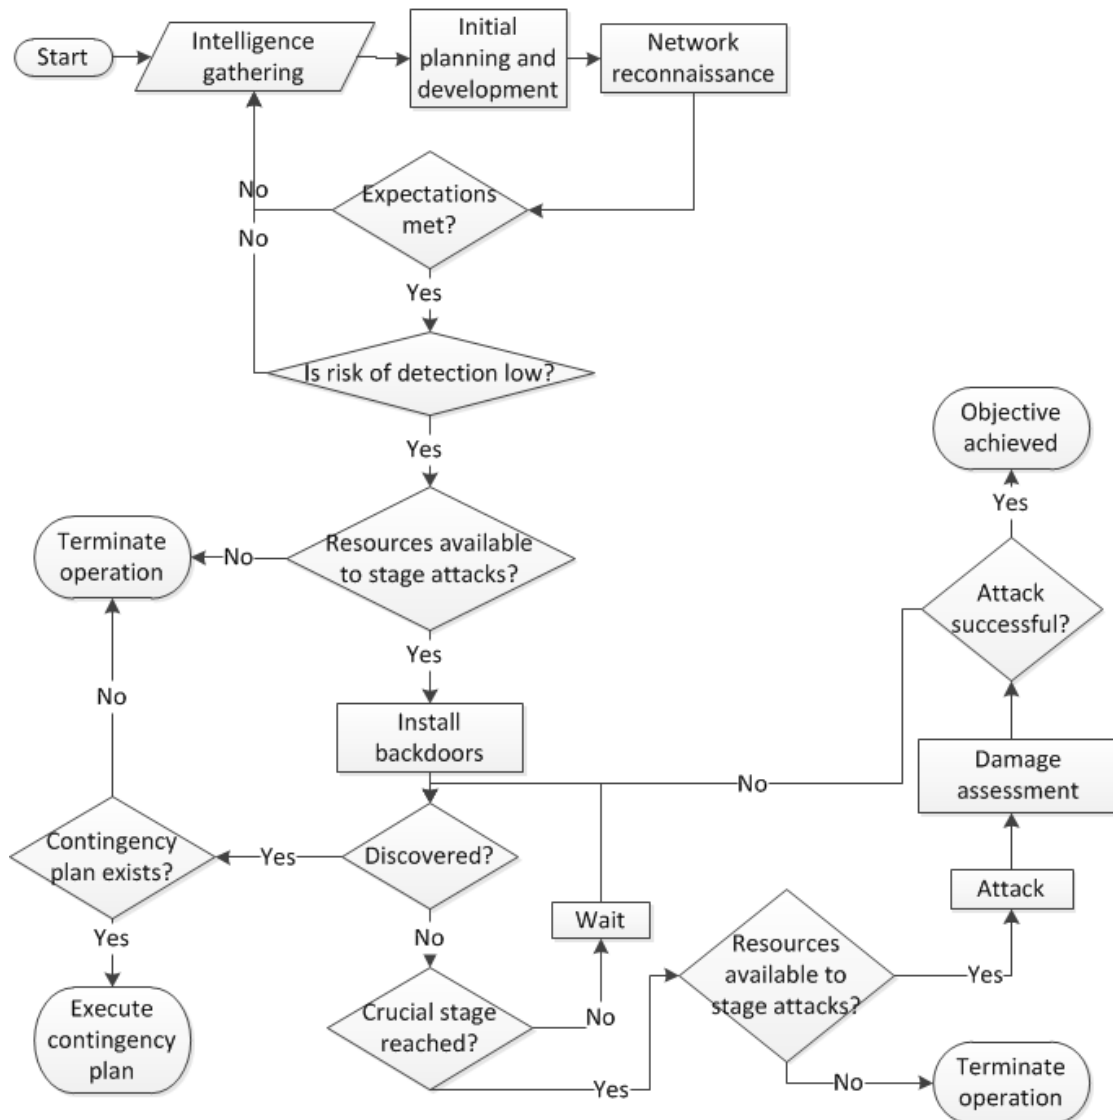 Start
Intelligence
gathering
Initial
planning and
development
Network
reconnaissance
No
Expectations
met?
No
Yes
Is risk of detection low?
Yes
Objective
achieved
Yes
Terminate
operation
No
Resources available
to stage attacks?
Attack
successful?
Yes
No
Install
backdoors
No
Damage
assessment
Contingency
plan exists?
Yes
Discovered?
Attack
Wait
Yes
No
Resources
available to
stage attacks?
Yes
Execute
contingency
plan
Crucial stage
reached?
No
Yes
No
Terminate
operation